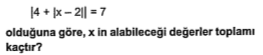 |4 + |x – 2|| = 7
olduğuna göre, x in alabileceği değerler toplamı
kaçtır?